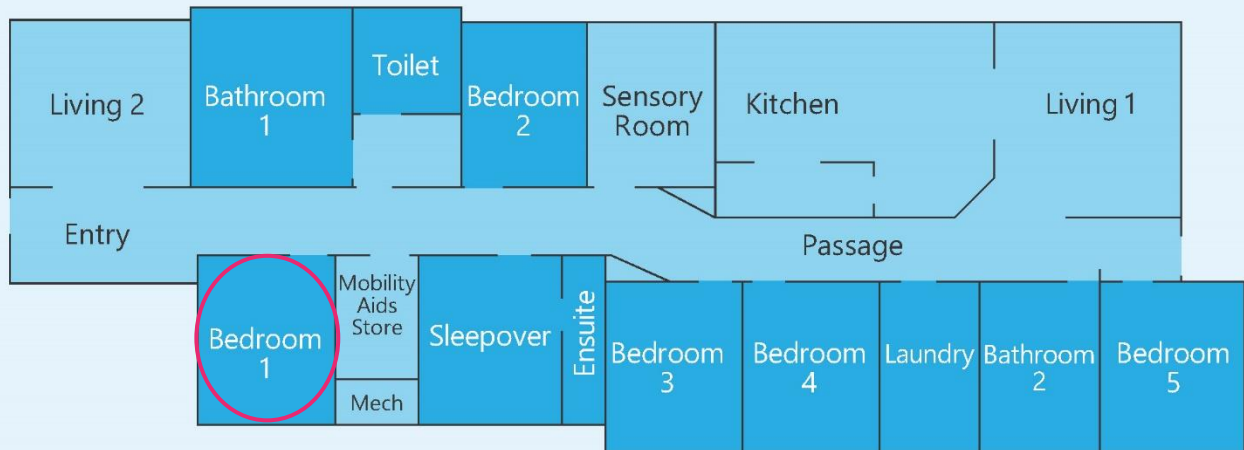 Living 2
Bathroom
1
Toilet
Bedroom
2
Sensory
Room
Kitchen
Living 1
Entry
Passage
Bedroom
1
Mobility
Aids
Store
Mech
Sleepover
Ensuite
Bedroom
3
Bedroom
4
Laundry
Bathroom
2
Bedroom
5